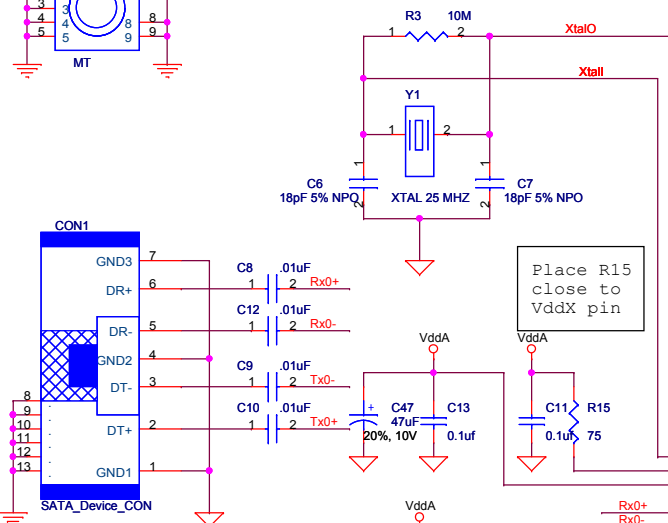 3
3
4
4
8
8
5
5
9
9
MT
R3 10M
1 2
XtalO
XtalI
Y1
1 2
1 1
C6 C7
18pF 5% NPO XTAL 25 MHZ 18pF 5% NPO
2 2
CON1
GND3 7
DR+ 6
C8 .01uF
1 2 Rx0+
DR- 5
C12 .01uF
1 2 Rx0-
GND2 4
DT- 3
C9 .01uF
1 2 Tx0-
DT+ 2
C10 .01uF
1 2 Tx0+
GND1 1
8
9
10
11
12
13
SATA_Device_CON
Place R15
close to
VddX pin
VddA
VddA
+
C47 C13
47uF
20%, 10V
0.1uf
C11 R15
0.1uf 75
VddA
Rx0+
Rx0-